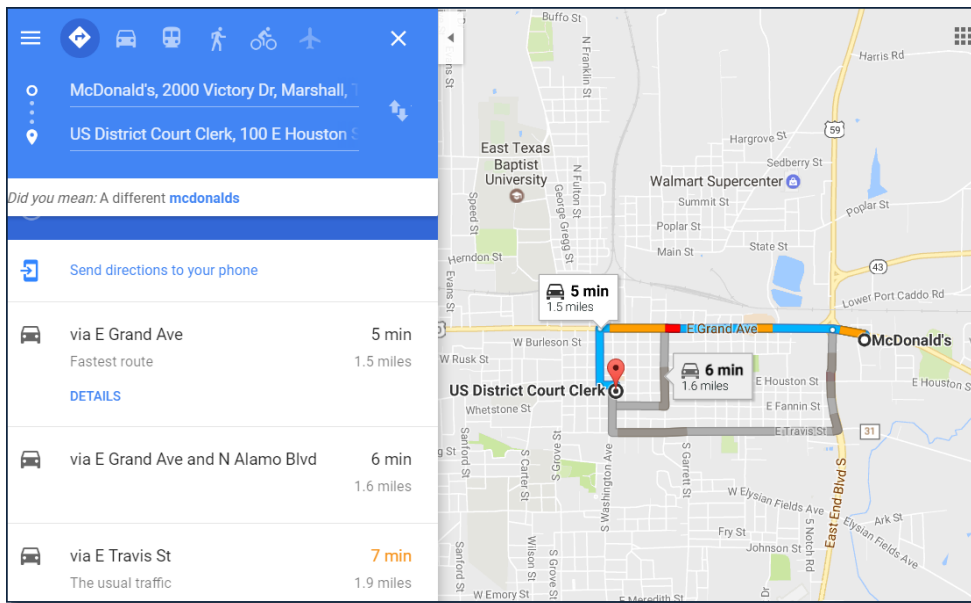 McDonald's, 2000 Victory Dr, Marshall,
US District Court Clerk, 100 E Houston
Did you mean: A different mcdonalds
Send directions to your phone
via E Grand Ave 5 min
Fastest route 1.5 miles
DETAILS
via E Grand Ave and N Alamo Blvd 6 min
1.6 miles
via E Travis St 7 min
The usual traffic 1.9 miles
Buffo St
N Franklin St
Harris Rd
59
Hargrove St
East Texas
Baptist
University
Sedberry St
Walmart Supercenter
Summit St
N Fulton St
George Gregg St
Speed St
Poplar St
Poplar St
State St
Main St
Herndon St
43
Evans St
Lower Port Caddo Rd
5 min
1.5 miles
E Grand Ave
McDonald's
W Burleson St
W Rusk St
6 min
1.6 miles
US District Court Clerk
E Houston St
E Houston S
Whetstone St
E Fannin St
E Travis St
31
Sanford St
S Carter St
S Grove St
S Washington Ave
S Garrett St
W Elysian Fields Ave
East End Blvd S
S Notch Rd
Elysian Fields Ave
Ark St
Fry St
Johnson St
Sanford St
Wilson St
S Grove St
W Emory St
E Meredith St